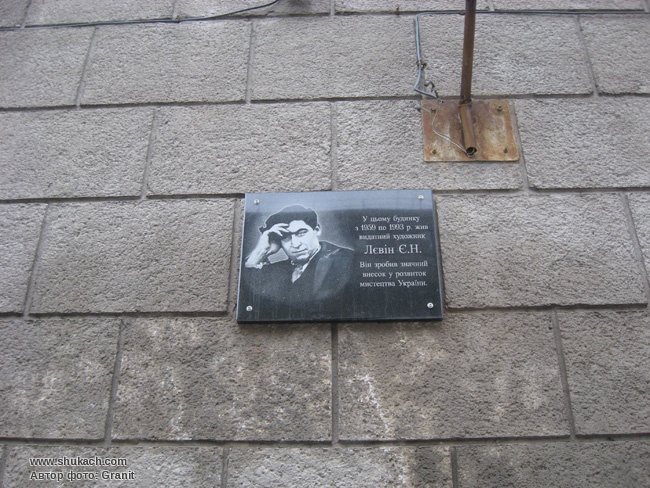 У цьому будинку
з 1959 по 1993 р. жив
видатний художник
Лєвін Є.Н.
Він зробив значний
внєсок у розвиток
мистецтва України.
www.shukach.com
Автор фото- Granit